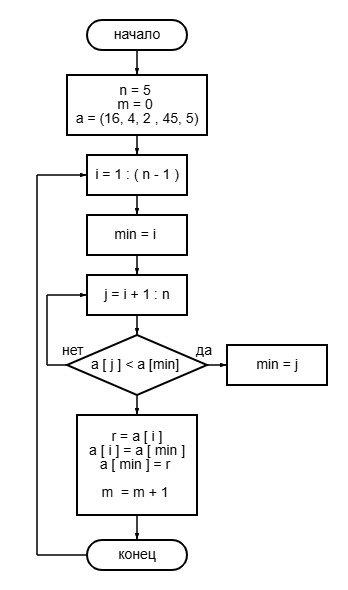 начало
n = 5
m = 0
a = (16, 4, 2 , 45, 5)
i = 1 : ( n - 1 )
min = i
j = i + 1 : n
нет
да
a [ j ] < a [min]
min = j
r = a [ i ]
a [ i ] = a [ min ]
a [ min ] = r
m  = m + 1
конец